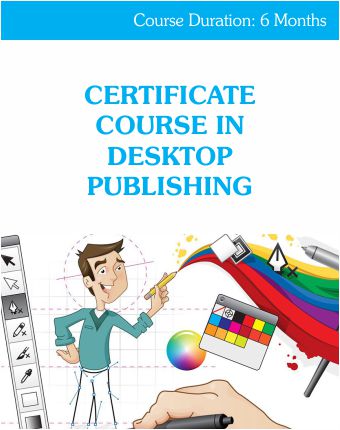 Course Duration: 6 Months
CERTIFICATE
COURSE IN
DESKTOP
PUBLISHING